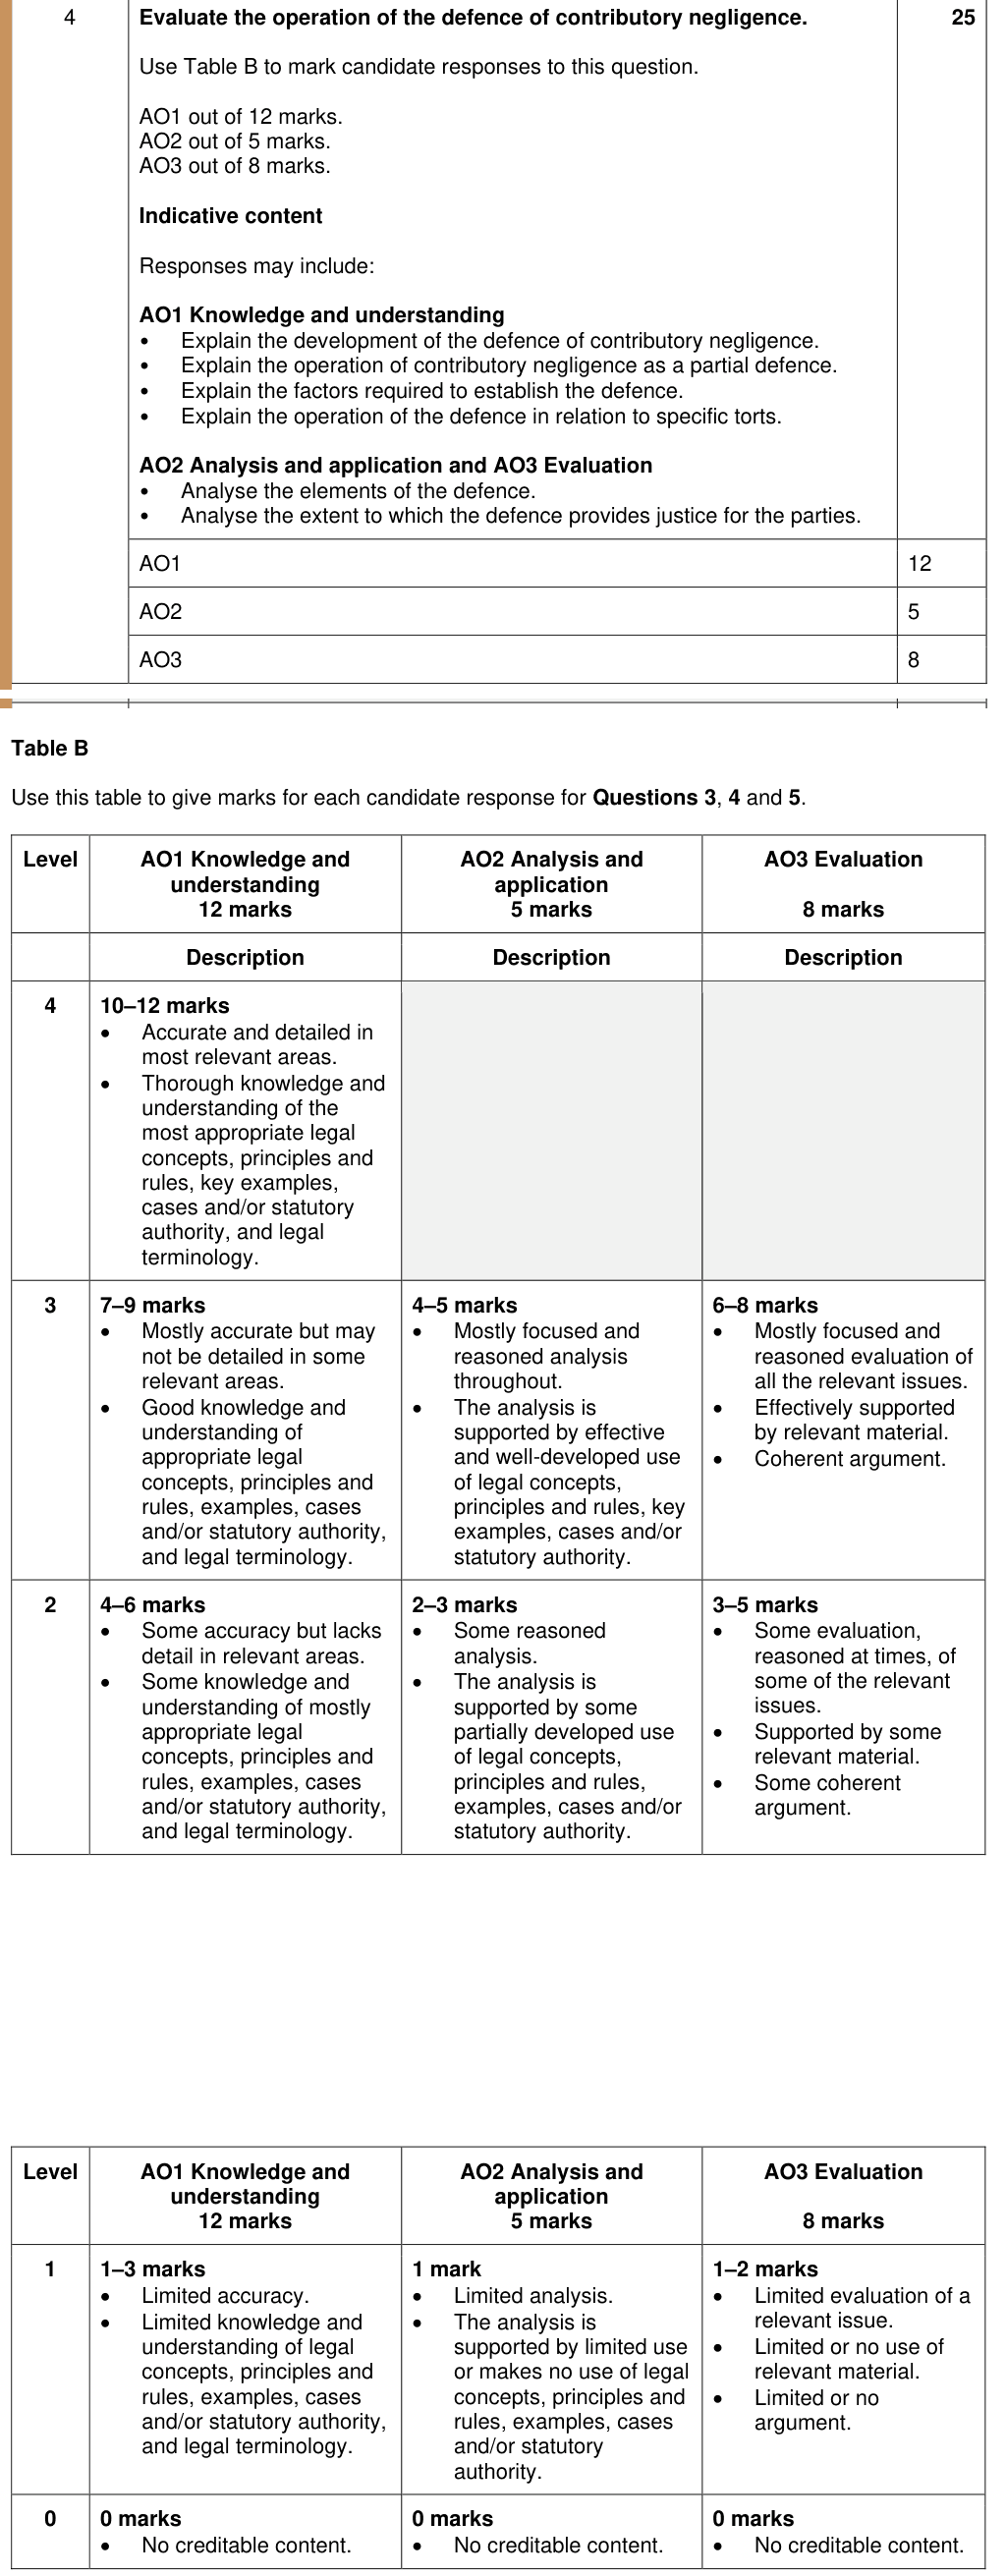 4 Evaluate the operation of the defence of contributory negligence. 25
Use Table B to mark candidate responses to this question.
AO1 out of 12 marks.
AO2 out of 5 marks.
AO3 out of 8 marks.
Indicative content
Responses may include:
AO1 Knowledge and understanding
• Explain the development of the defence of contributory negligence.
• Explain the operation of contributory negligence as a partial defence.
• Explain the factors required to establish the defence.
• Explain the operation of the defence in relation to specific torts.
AO2 Analysis and application and AO3 Evaluation
• Analyse the elements of the defence.
• Analyse the extent to which the defence provides justice for the parties.
AO1 12
AO2 5
AO3 8
Table B
Use this table to give marks for each candidate response for Questions 3, 4 and 5.
Level
AO1 Knowledge and
understanding
12 marks
AO2 Analysis and
application
5 marks
AO3 Evaluation
8 marks
Description
Description
Description
4
10–12 marks
• Accurate and detailed in
most relevant areas.
• Thorough knowledge and
understanding of the
most appropriate legal
concepts, principles and
rules, key examples,
cases and/or statutory
authority, and legal
terminology.
3
7–9 marks
• Mostly accurate but may
not be detailed in some
relevant areas.
• Good knowledge and
understanding of
appropriate legal
concepts, principles and
rules, examples, cases
and/or statutory authority,
and legal terminology.
4–5 marks
• Mostly focused and
reasoned analysis
throughout.
• The analysis is
supported by effective
and well-developed use
of legal concepts,
principles and rules, key
examples, cases and/or
statutory authority.
6–8 marks
• Mostly focused and
reasoned evaluation of
all the relevant issues.
• Effectively supported
by relevant material.
• Coherent argument.
2
4–6 marks
• Some accuracy but lacks
detail in relevant areas.
• Some knowledge and
understanding of mostly
appropriate legal
concepts, principles and
rules, examples, cases
and/or statutory authority,
and legal terminology.
2–3 marks
• Some reasoned
analysis.
• The analysis is
supported by some
partially developed use
of legal concepts,
principles and rules,
examples, cases and/or
statutory authority.
3–5 marks
• Some evaluation,
reasoned at times, of
some of the relevant
issues.
• Supported by some
relevant material.
• Some coherent
argument.
Level
AO1 Knowledge and
understanding
12 marks
AO2 Analysis and
application
5 marks
AO3 Evaluation
8 marks
1
1–3 marks
• Limited accuracy.
• Limited knowledge and
understanding of legal
concepts, principles and
rules, examples, cases
and/or statutory authority,
and legal terminology.
1 mark
• Limited analysis.
• The analysis is
supported by limited use
or makes no use of legal
concepts, principles and
rules, examples, cases
and/or statutory
authority.
1–2 marks
• Limited evaluation of a
relevant issue.
• Limited or no use of
relevant material.
• Limited or no
argument.
0
0 marks
• No creditable content.
0 marks
• No creditable content.
0 marks
• No creditable content.